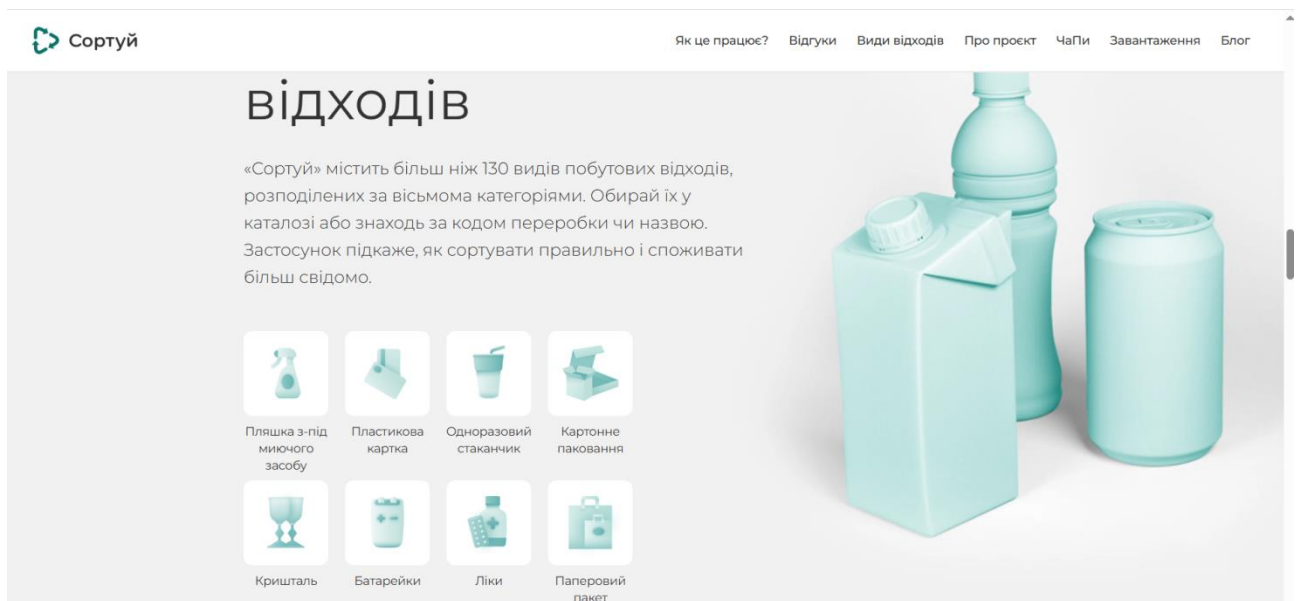 Сортуй
Як це працює? Відгуки Види відходів Про проєкт ЧаПи Завантаження Блог
відходів
«Сортуй» містить більш ніж 130 видів побутових відходів,
розподілених за вісьмома категоріями. Обирай їх у
каталозі або знаходь за кодом переробки чи назвою.
Застосунок підкаже, як сортувати правильно і споживати
більш свідомо.
Пляшка з-під
миючого
засобу
Пластикова
картка
Одноразовий
стаканчик
Картонне
паковання
Кришталь
Батарейки
Ліки
Паперовий
пакет